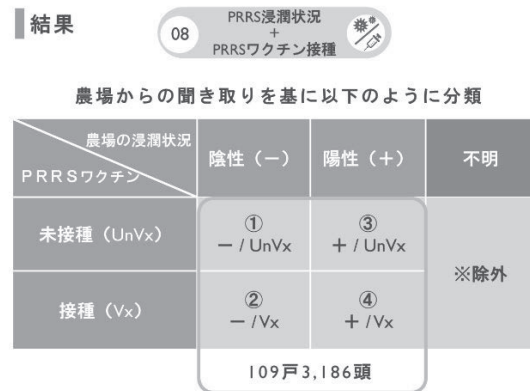 結果
08
PRRS浸潤状況
+
PRRSワクチン接種
農場からの聞き取りを基に以下のように分類
農場の浸潤状況
PRRSワクチン
陰性（－）
陽性（＋）
不明
未接種（UnVx）
①
－ / UnVx
③
＋ / UnVx
※除外
接種（Vx）
②
－ /Vx
④
＋ /Vx
109戸3,186頭